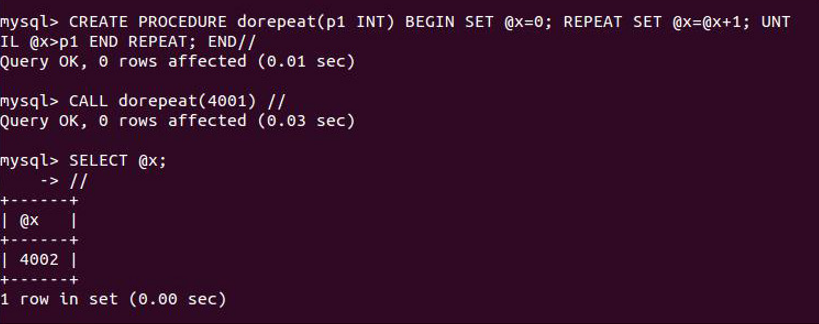 mysql> CREATE PROCEDURE dorepeat(p1 INT) BEGIN SET @x=0; REPEAT SET @x=@x+1; UNT
IL @x>p1 END REPEAT; END//
Query OK, 0 rows affected (0.01 sec)

mysql> CALL dorepeat(4001) //
Query OK, 0 rows affected (0.03 sec)

mysql> SELECT @x;
    -> //
+------+
| @x   |
+------+
| 4002 |
+------+
1 row in set (0.00 sec)